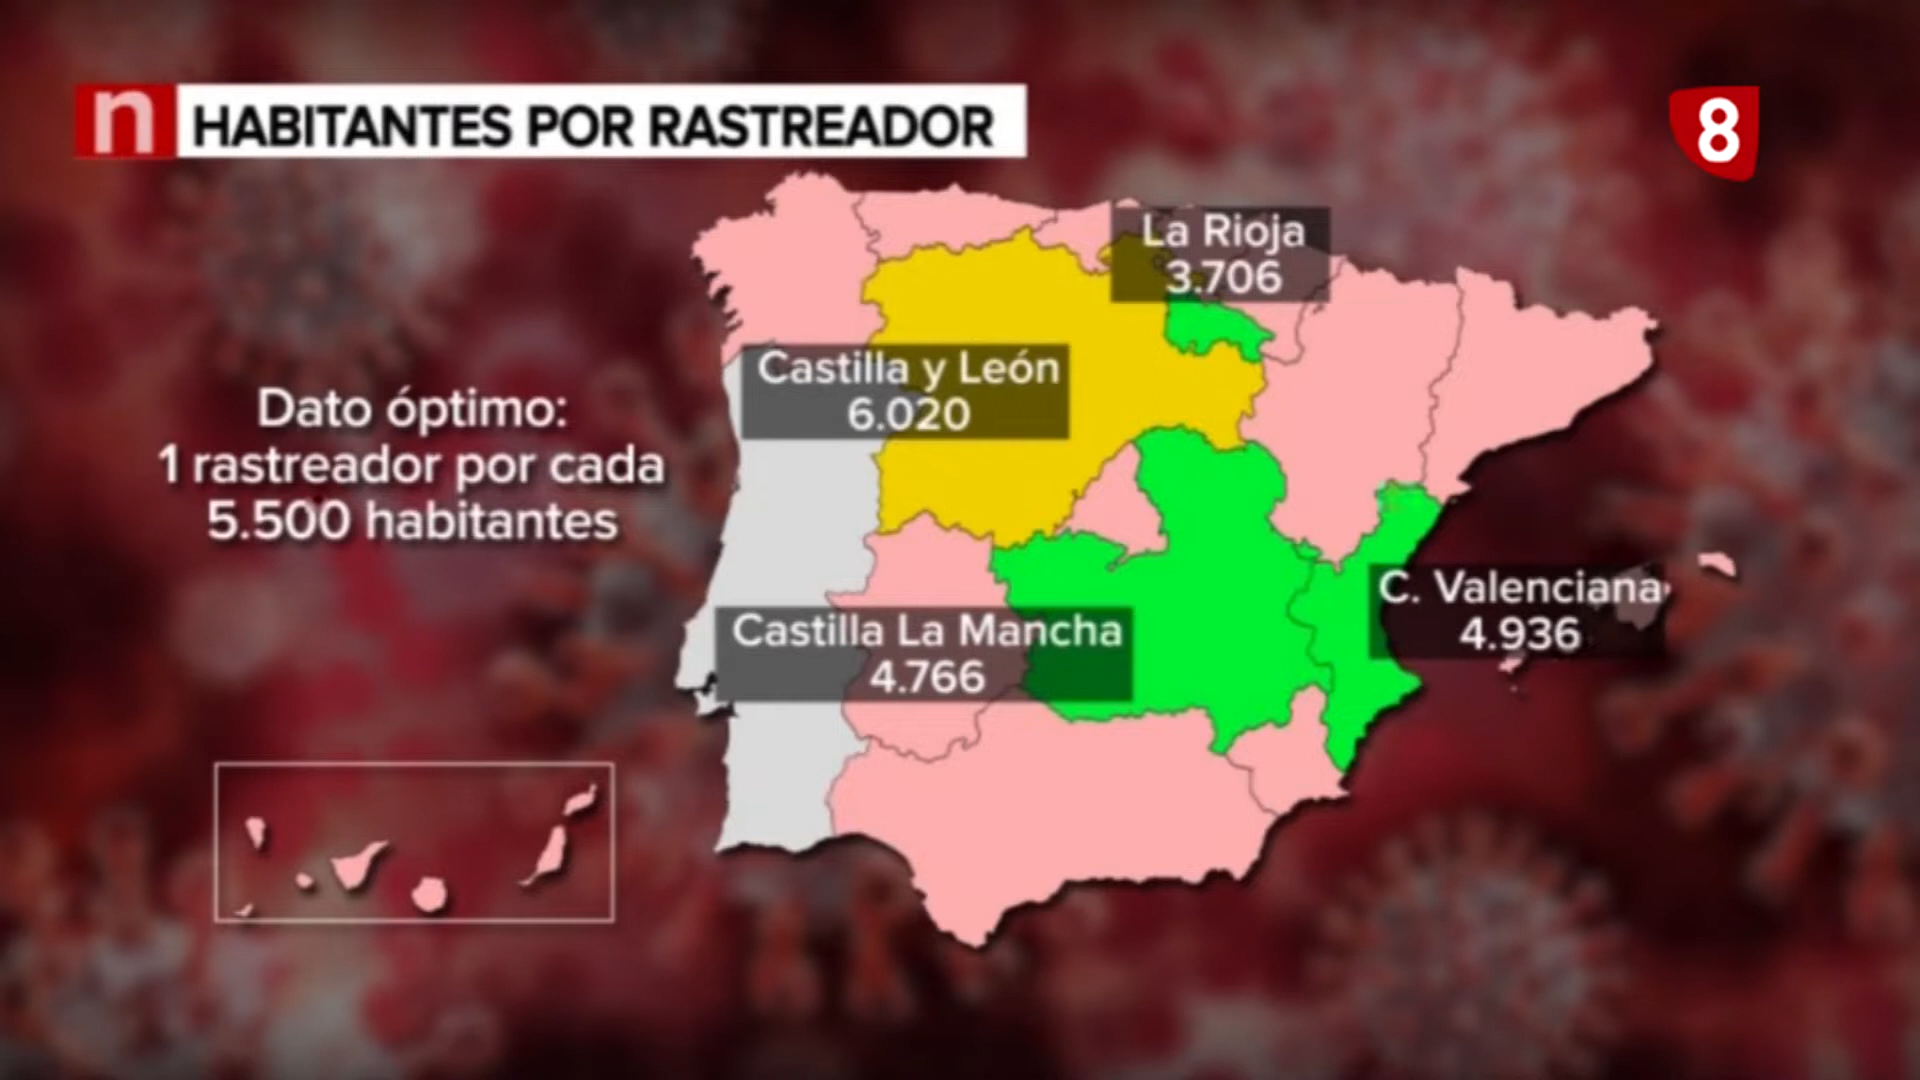 n HABITANTES POR RASTREADOR
8
La Rioja
3.706
Castilla y León
6.020
Dato óptimo:
1 rastreador por cada
5.500 habitantes
C. Valenciana
4.936
Castilla La Mancha
4.766